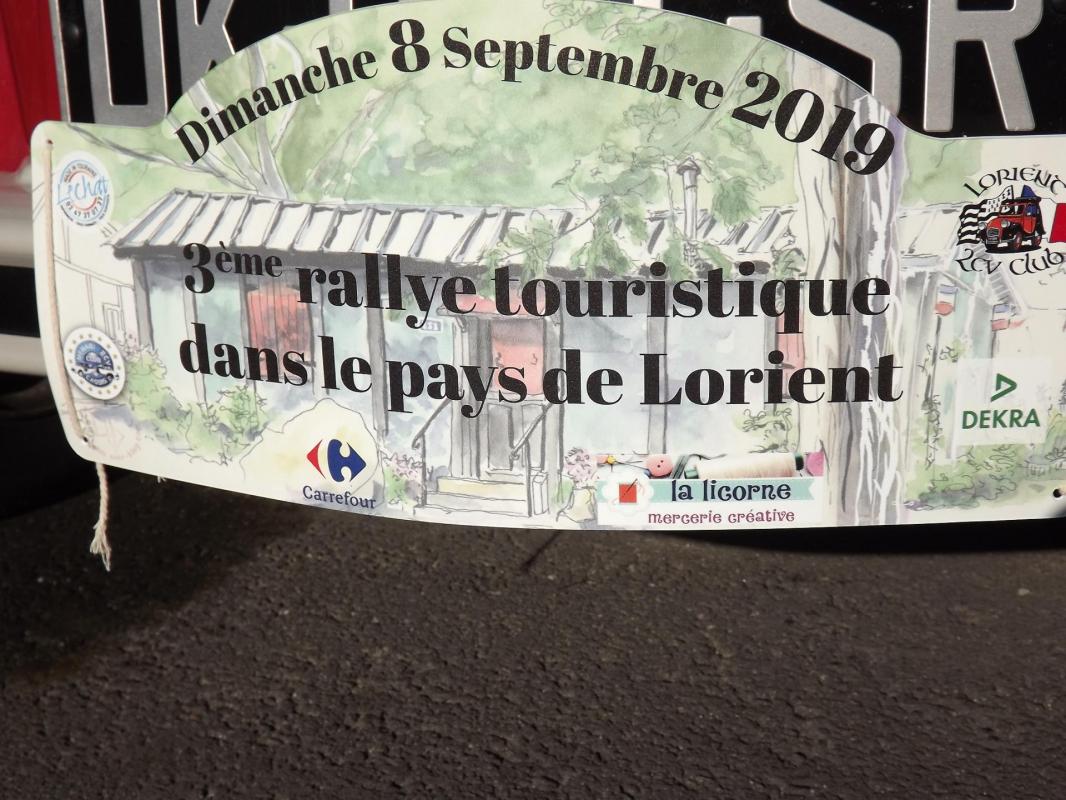 Dimanche 8 Septembre 2019
3ème rallye touristique
dans le pays de Lorient
LORIENT
2CV Club
DEKRA
Carrefour
la licorne
mercerie créative